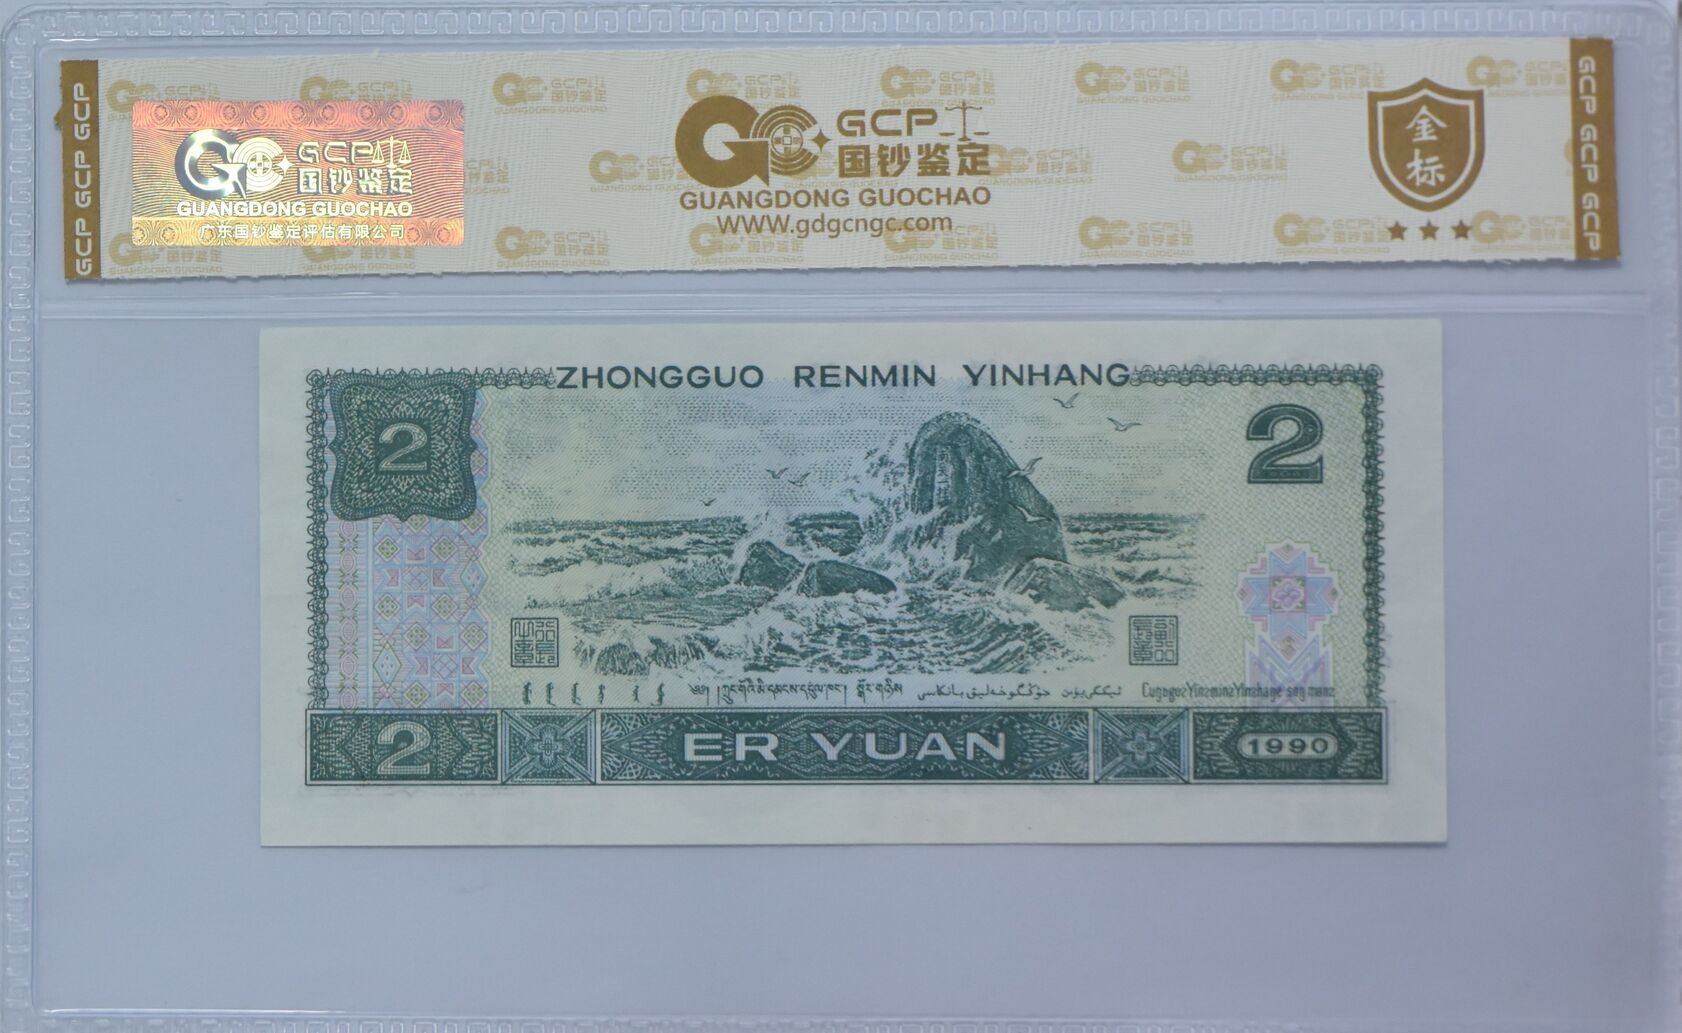 GCP GCP GCP
GCP 国钞鉴定
GUANGDONG GUOCHAO
广东国钞鉴定评估有限公司
GCP
国钞鉴定
GUANGDONG GUOCHAO
WWW.gdgcngc.com
金标
GCP GCP GCP
ZHONGGUO RENMIN YINHANG
2
2
2
ER YUAN
1990